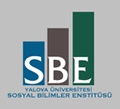 SBE
YALOVA ÜNİVERSİTESİ
SOSYAL BİLİMLER ENSTİTÜSÜ